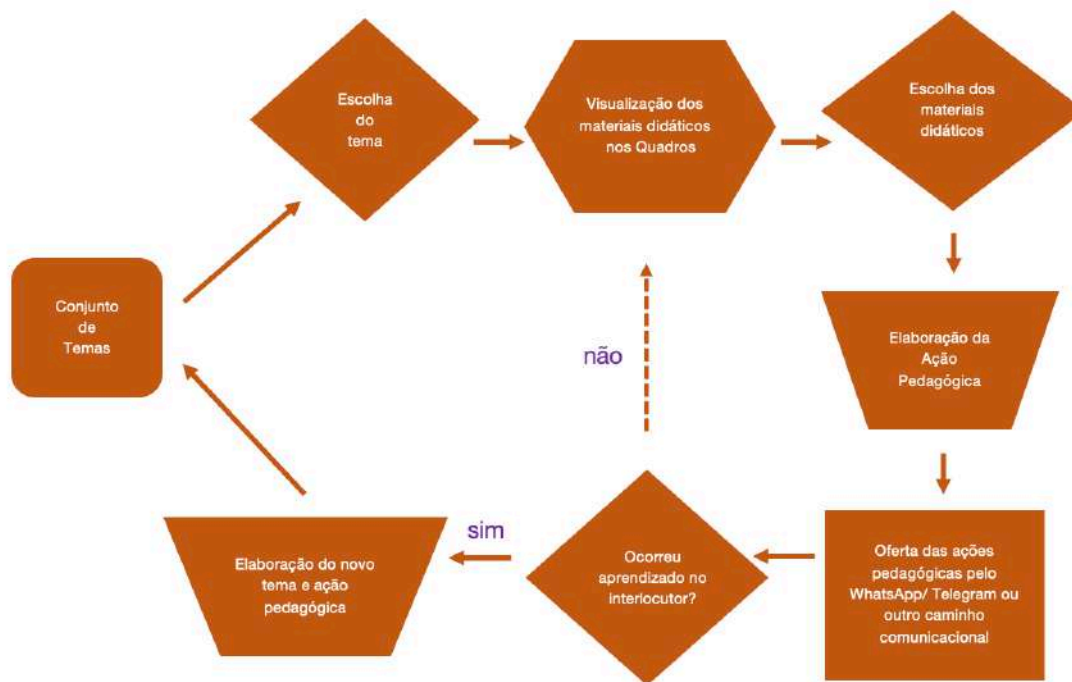 Escolha
do
tema
Visualização dos
materiais didáticos
nos Quadros
Escolha dos
materiais
didáticos
Conjunto
de
Temas
Elaboração da
Ação
Pedagógica
não
sim
Elaboração do novo
tema e ação
pedagógica
Ocorreu
aprendizado no
interlocutor?
Oferta das ações
pedagógicas pelo
WhatsApp/ Telegram ou
outro caminho
comunicacional